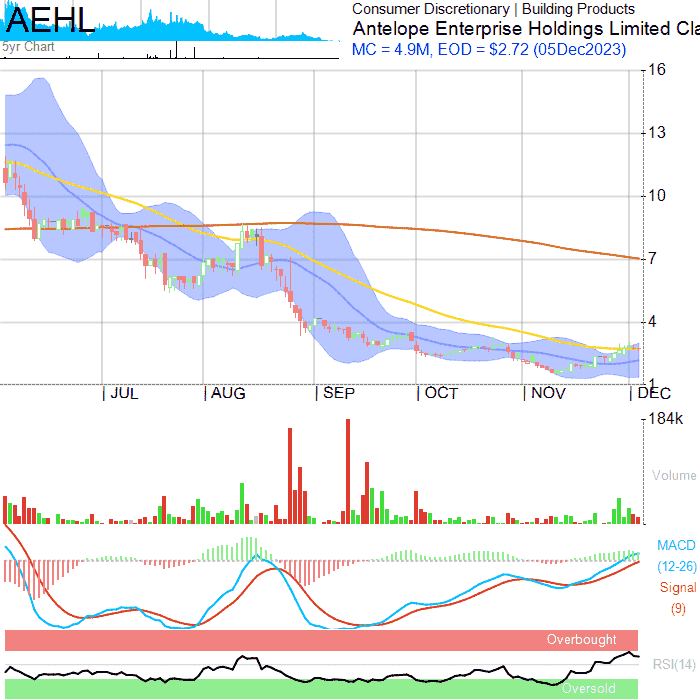 AEHL
5yr Chart
Consumer Discretionary | Building Products
Antelope Enterprise Holdings Limited Cla
MC = 4.9M, EOD = $2.72 (05Dec2023)
16
13
10
7
4
1
JUL
AUG
SEP
OCT
NOV
DEC
184k
Volume
MACD
(12-26)
Signal
(9)
Overbought
RSI(14)
Oversold